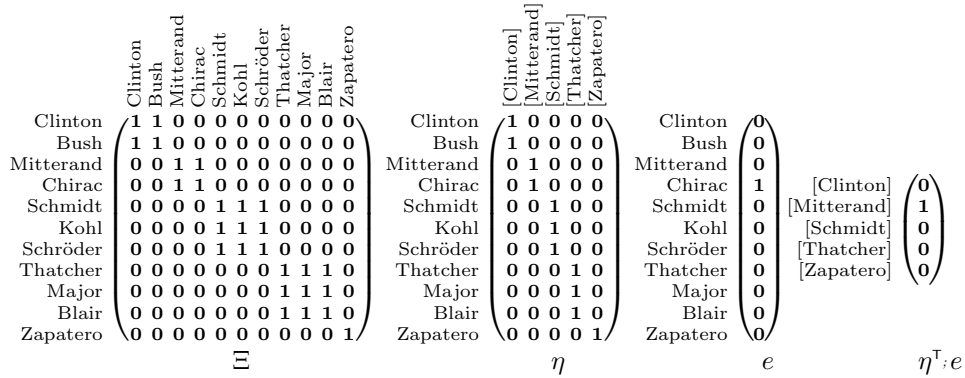 Clinton Bush Mitterand Chirac Schmidt Kohl Schröder Thatcher Major Blair Zapatero [Clinton] [Mitterand] [Schmidt] [Thatcher] [Zapatero]
Clinton 1 1 0 0 0 0 0 0 0 0 0 Clinton 1 0 0 0 0 Clinton 0
Bush 1 1 0 0 0 0 0 0 0 0 0 Bush 1 0 0 0 0 Bush 0
Mitterand 0 0 1 1 0 0 0 0 0 0 0 Mitterand 0 1 0 0 0 Mitterand 0
Chirac 0 0 1 1 0 0 0 0 0 0 0 Chirac 0 1 0 0 0 Chirac 1 [Clinton] 0
Schmidt 0 0 0 0 1 1 1 0 0 0 0 Schmidt 0 0 1 0 0 Schmidt 0 [Mitterand] 1
Kohl 0 0 0 0 1 1 1 0 0 0 0 Kohl 0 0 1 0 0 Kohl 0 [Schmidt] 0
Schröder 0 0 0 0 1 1 1 0 0 0 0 Schröder 0 0 1 0 0 Schröder 0 [Thatcher] 0
Thatcher 0 0 0 0 0 0 0 1 1 1 0 Thatcher 0 0 0 1 0 Thatcher 0 [Zapatero] 0
Major 0 0 0 0 0 0 0 1 1 1 0 Major 0 0 0 1 0 Major 0
Blair 0 0 0 0 0 0 0 1 1 1 0 Blair 0 0 0 1 0 Blair 0
Zapatero 0 0 0 0 0 0 0 0 0 0 1 Zapatero 0 0 0 0 1 Zapatero 0
Ξ η e ηᵀ; e